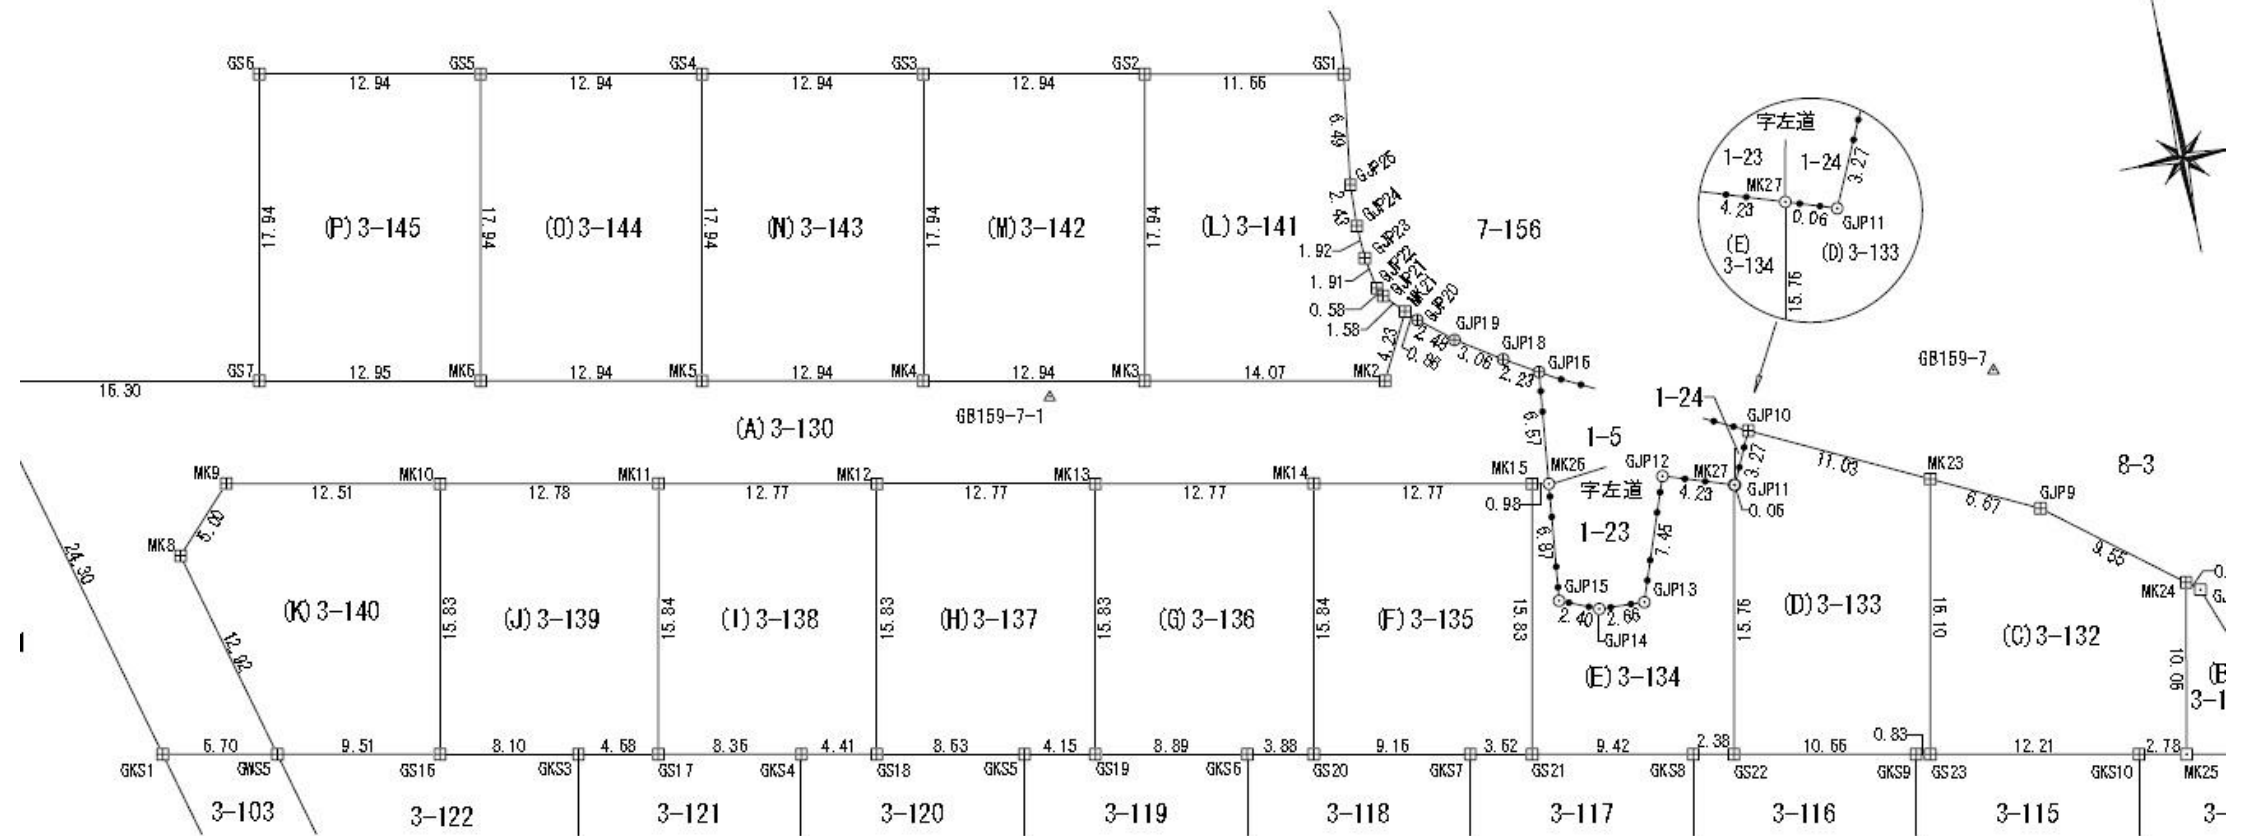 GS6 GS5 GS4 GS3 GS2 GS1
12.94 12.94 12.94 12.94 11.66
字左道
1-23 1-24
3.27
MK27
4.23 0.06 GJP11
(E) (D)3-133
3-134
15.76
6.49
GJP25
2.43
GJP24
1.92 GJP23
1.91 GJP22
0.58 GJP21
1.58 MK21
GJP20
17.94 (P)3-145 17.94 (O)3-144 17.94 (N)3-143 17.94 (M)3-142 17.94 (L)3-141
7-156
4.23 0.86 2.48 GJP19
3.06 GJP18
2.23 GJP16
GB159-7
16.30 GS7 12.95 MK6 12.94 MK5 12.94 MK4 12.94 MK3 14.07 MK2
GB159-7-1
(A)3-130
6.57
1-24
GJP10
1-5
11.03
3.27
8-3
MK9 MK10 MK11 MK12 MK13 MK14 MK15 MK26 GJP12 MK27 MK23
12.51 12.78 12.77 12.77 12.77 12.77 0.98 字左道 4.23 GJP11 0.06 6.67 GJP9
5.00
MK8
1-23
24.30
6.87 7.45
9.55
MK24
0.
GJ
12.92 (K)3-140 15.83 (J)3-139 15.84 (I)3-138 15.83 (H)3-137 15.83 (G)3-136 15.84 (F)3-135 15.83
GJP15 GJP13
2.40 2.66
GJP14
15.76 (D)3-133 16.10 (C)3-132 10.06
(E)3-134
(B
3-1
6.70 9.51 8.10 4.68 8.36 4.41 8.63 4.15 8.89 3.88 9.16 3.62 9.42 2.38 10.66 0.83 12.21 2.78
GKS1 GWS5 GS16 GKS3 GS17 GKS4 GS18 GKS5 GS19 GKS6 GS20 GKS7 GS21 GKS8 GS22 GKS9 GS23 GKS10 MK25
3-103 3-122 3-121 3-120 3-119 3-118 3-117 3-116 3-115 3-